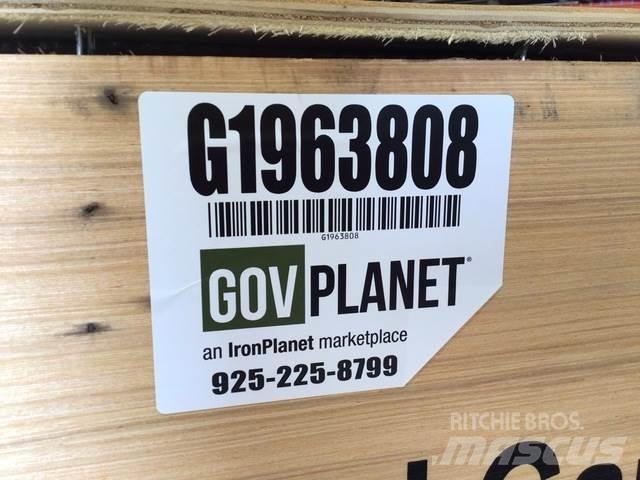 G1963808
G1963808
GOV PLANET®
an IronPlanet marketplace
925-225-8799
RITCHIE BROS.
mascus